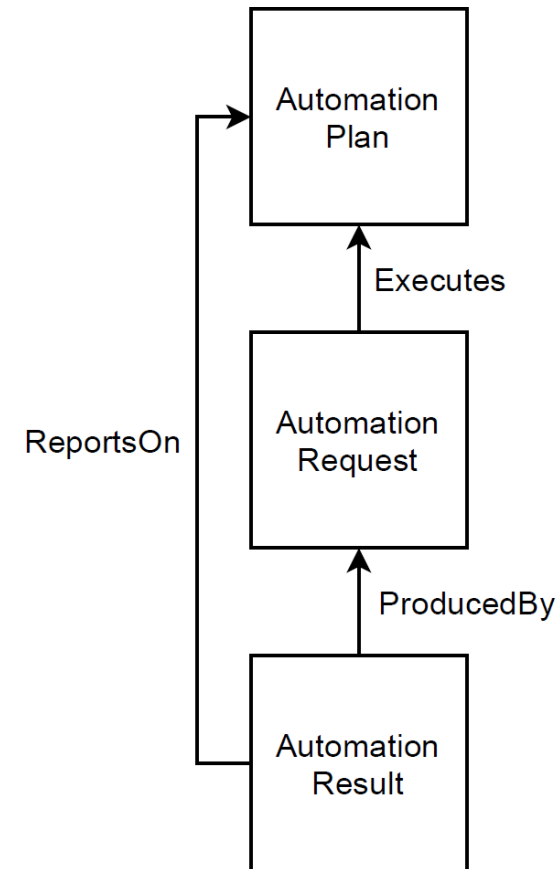 Automation
Plan
Executes
Automation
Request
ReportsOn
ProducedBy
Automation
Result